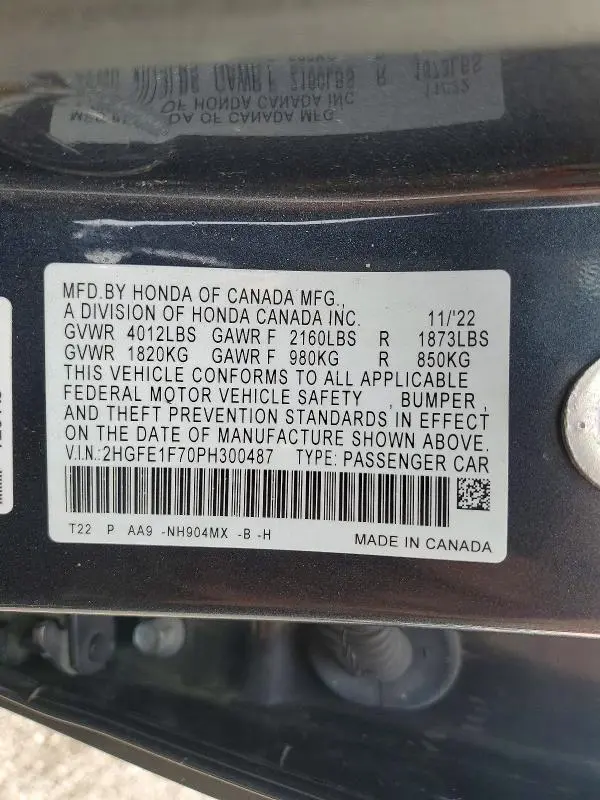 MFD.BY HONDA OF CANADA MFG.,
A DIVISION OF HONDA CANADA INC. 11/'22
GVWR 4012LBS GAWR F 2160LBS R 1873LBS
GVWR 1820KG GAWR F 980KG R 850KG
THIS VEHICLE CONFORMS TO ALL APPLICABLE
FEDERAL MOTOR VEHICLE SAFETY , BUMPER ,
AND THEFT PREVENTION STANDARDS IN EFFECT
ON THE DATE OF MANUFACTURE SHOWN ABOVE.
V.I.N.:2HGFE1F70PH300487 TYPE: PASSENGER CAR
T22 P AA9 -NH904MX -B -H MADE IN CANADA